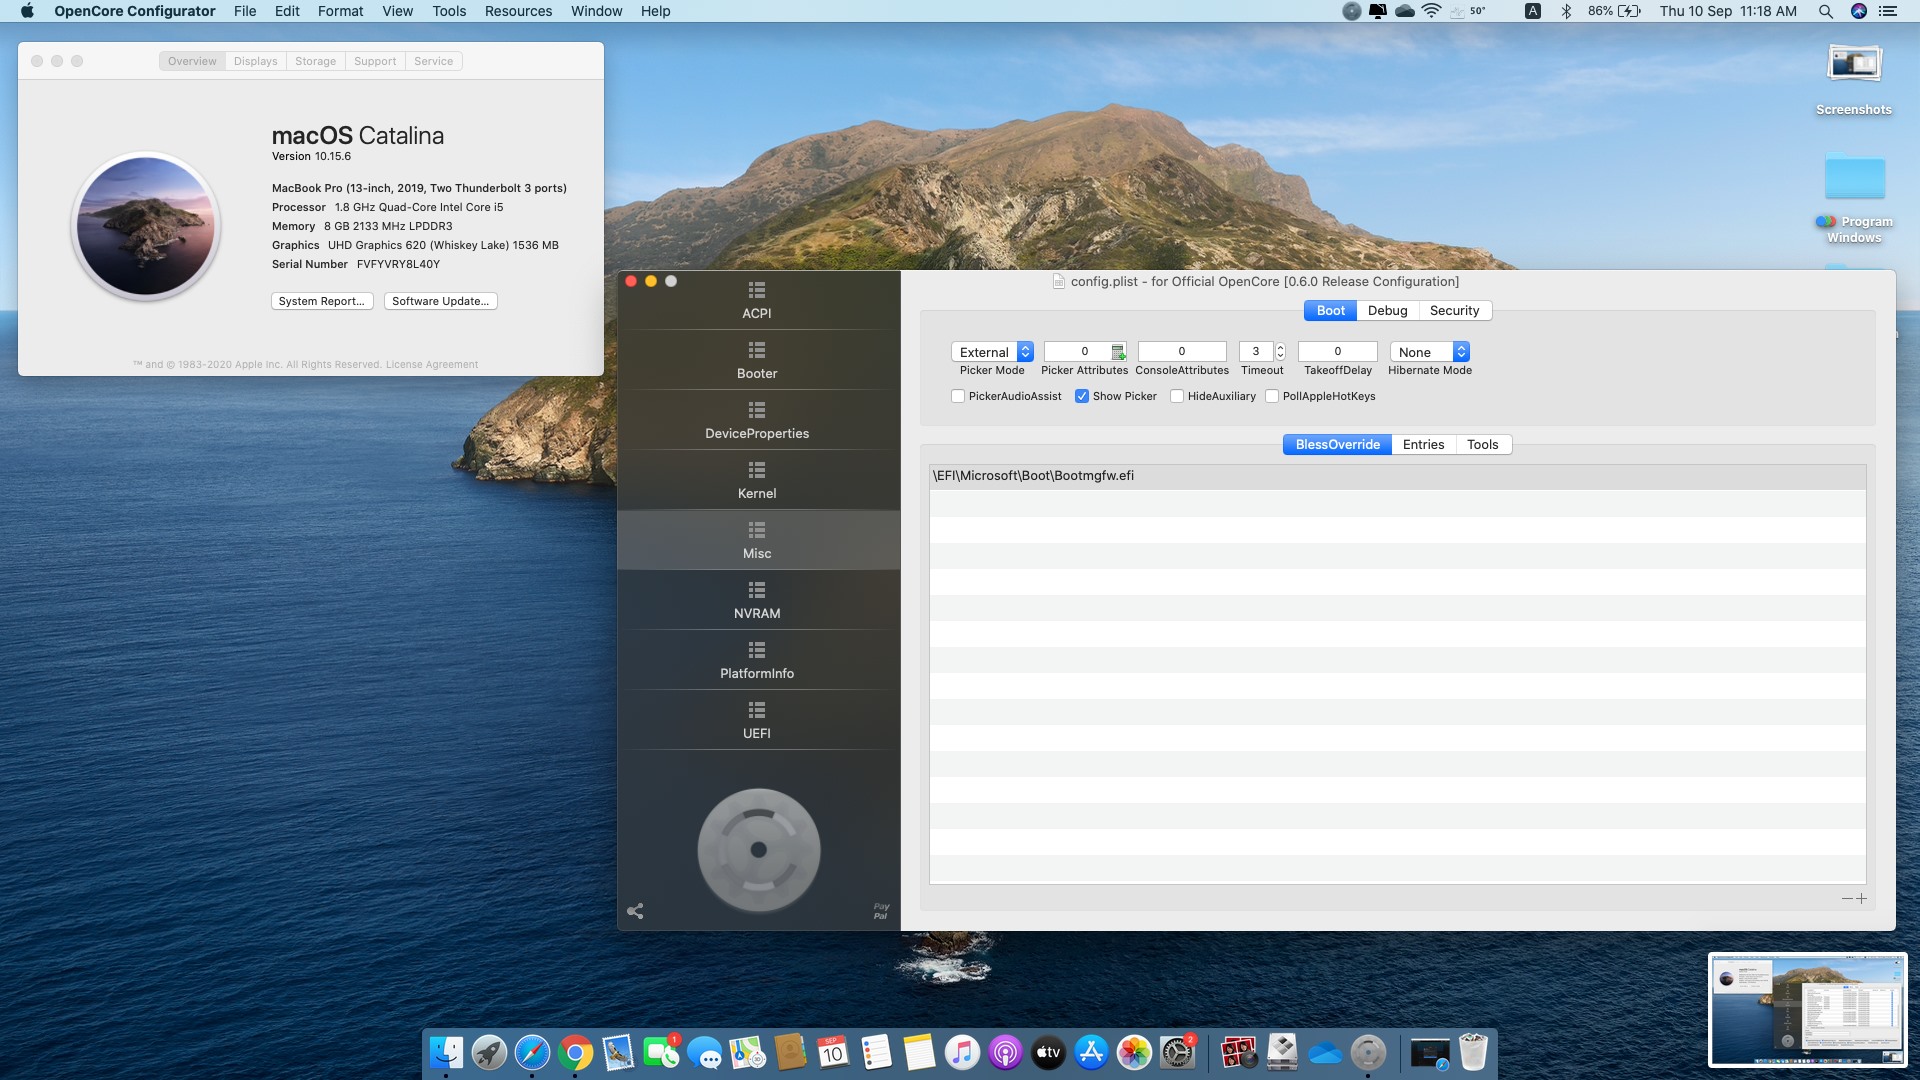 OpenCore Configurator File Edit Format View Tools Resources Window Help
50° A 86% Thu 10 Sep 11:18 AM
Overview Displays Storage Support Service
macOS Catalina
Version 10.15.6
MacBook Pro (13-inch, 2019, Two Thunderbolt 3 ports)
Processor 1.8 GHz Quad-Core Intel Core i5
Memory 8 GB 2133 MHz LPDDR3
Graphics UHD Graphics 620 (Whiskey Lake) 1536 MB
Serial Number FVFYVRY8L40Y
System Report... Software Update...
™ and © 1983-2020 Apple Inc. All Rights Reserved. License Agreement
Screenshots
Program
Windows
config.plist - for Official OpenCore [0.6.0 Release Configuration]
ACPI
Booter
DeviceProperties
Kernel
Misc
NVRAM
PlatformInfo
UEFI
Pay
Pal
Boot Debug Security
External 0 0 3 0 None
Picker Mode Picker Attributes ConsoleAttributes Timeout TakeoffDelay Hibernate Mode
PickerAudioAssist Show Picker HideAuxiliary PollAppleHotKeys
BlessOverride Entries Tools
\EFI\Microsoft\Boot\Bootmgfw.efi
1 SEP 10 tv 2